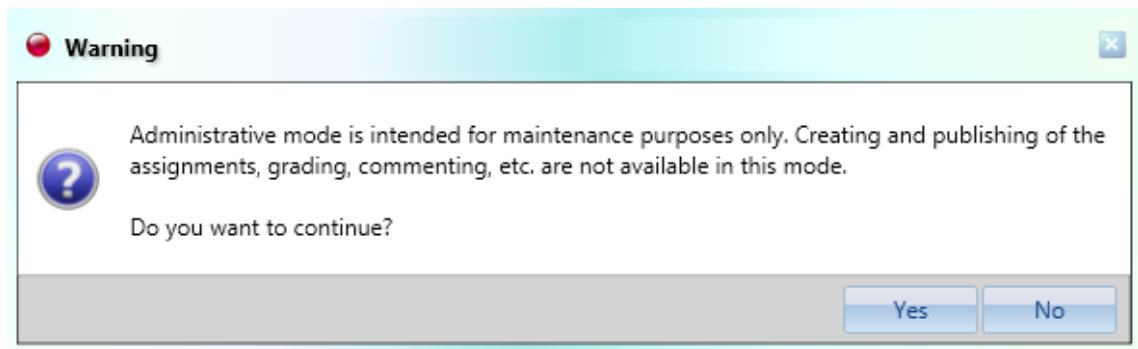 Warning
Administrative mode is intended for maintenance purposes only. Creating and publishing of the
assignments, grading, commenting, etc. are not available in this mode.
Do you want to continue?
Yes No